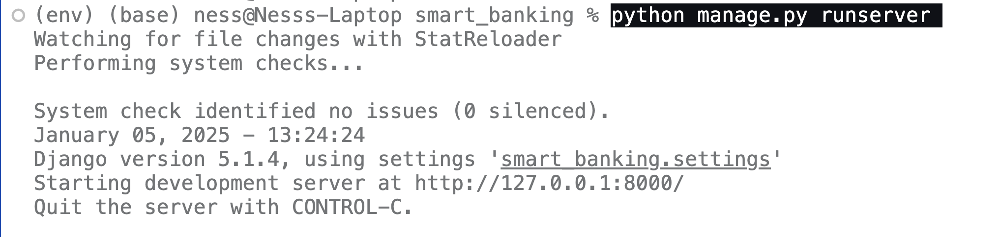 (env) (base) ness@Nesss-Laptop smart_banking % python manage.py runserver
Watching for file changes with StatReloader
Performing system checks...
System check identified no issues (0 silenced).
January 05, 2025 - 13:24:24
Django version 5.1.4, using settings 'smart_banking.settings'
Starting development server at http://127.0.0.1:8000/
Quit the server with CONTROL-C.